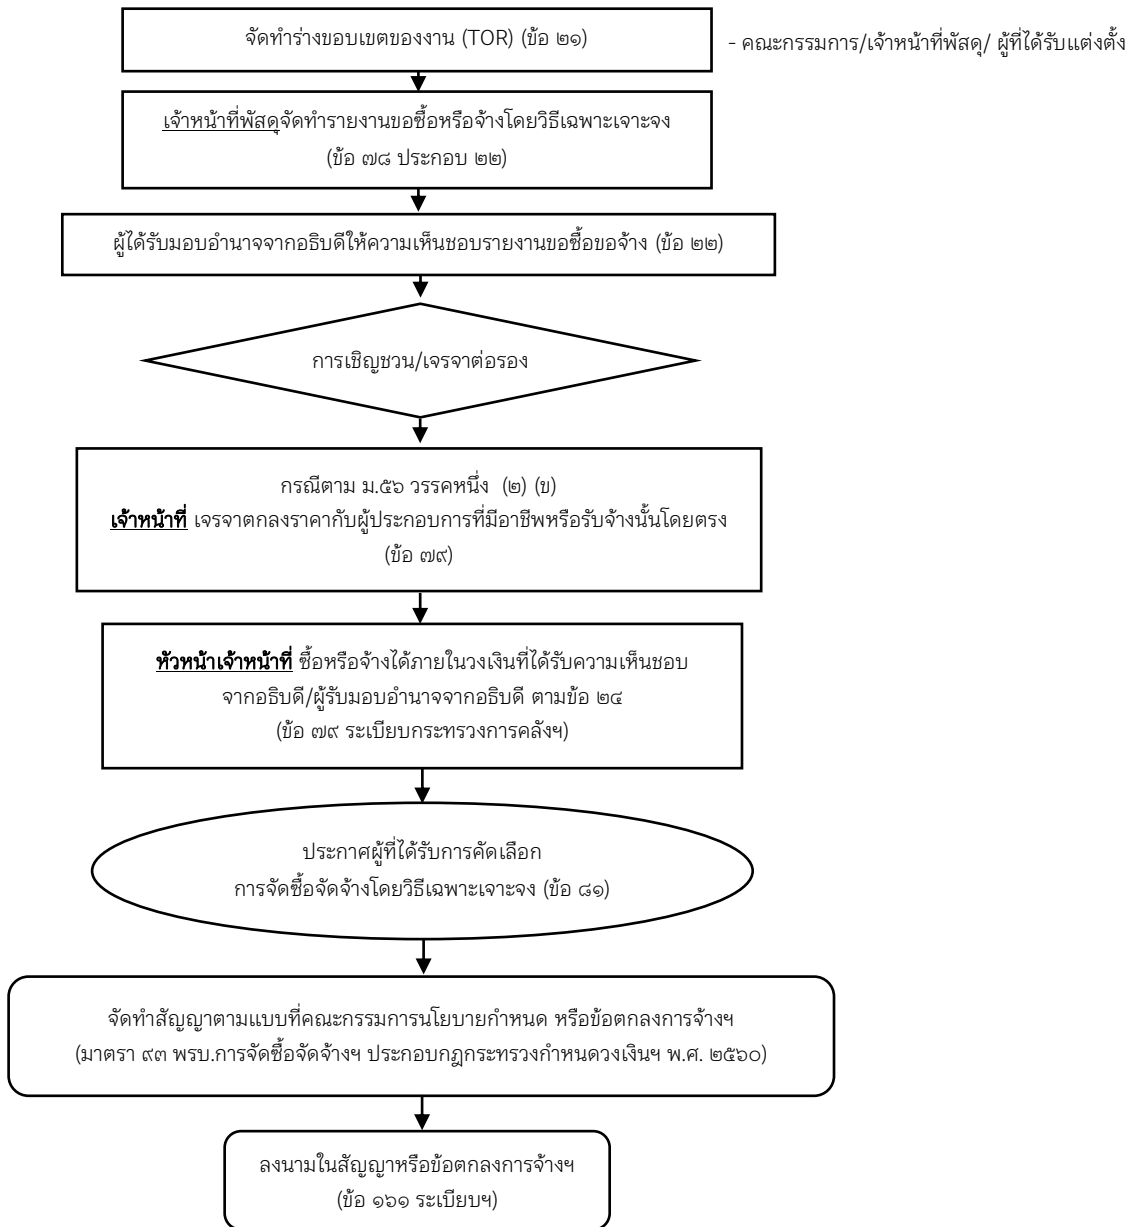 จัดทำร่างขอบเขตของงาน (TOR) (ข้อ ๒๑)
- คณะกรรมการ/เจ้าหน้าที่พัสดุ/ ผู้ที่ได้รับแต่งตั้ง
เจ้าหน้าที่พัสดุจัดทำรายงานขอซื้อหรือจ้างโดยวิธีเฉพาะเจาะจง
(ข้อ ๗๘ ประกอบ ๒๒)
ผู้ได้รับมอบอำนาจจากอธิบดีให้ความเห็นชอบรายงานขอซื้อขอจ้าง (ข้อ ๒๒)
การเชิญชวน/เจรจาต่อรอง
กรณีตาม ม.๕๖ วรรคหนึ่ง (๒) (ข)
เจ้าหน้าที่ เจรจาตกลงราคากับผู้ประกอบการที่มีอาชีพหรือรับจ้างนั้นโดยตรง
(ข้อ ๗๙)
หัวหน้าเจ้าหน้าที่ ซื้อหรือจ้างได้ภายในวงเงินที่ได้รับความเห็นชอบ
จากอธิบดี/ผู้รับมอบอำนาจจากอธิบดี ตามข้อ ๒๔
(ข้อ ๗๙ ระเบียบกระทรวงการคลังฯ)
ประกาศผู้ที่ได้รับการคัดเลือก
การจัดซื้อจัดจ้างโดยวิธีเฉพาะเจาะจง (ข้อ ๘๑)
จัดทำสัญญาตามแบบที่คณะกรรมการนโยบายกำหนด หรือข้อตกลงการจ้างฯ
(มาตรา ๙๓ พรบ.การจัดซื้อจัดจ้างฯ ประกอบกฎกระทรวงกำหนดวงเงินฯ พ.ศ. ๒๕๖๐)
ลงนามในสัญญาหรือข้อตกลงการจ้างฯ
(ข้อ ๑๖๑ ระเบียบฯ)